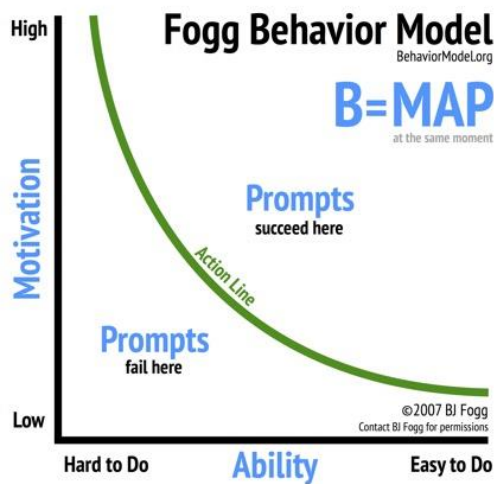 High
Fogg Behavior Model
BehaviorModel.org
B=MAP
at the same moment
Motivation
Prompts
succeed here
Action Line
Prompts
fail here
Low
©2007 BJ Fogg
Contact BJ Fogg for permissions
Hard to Do
Ability
Easy to Do